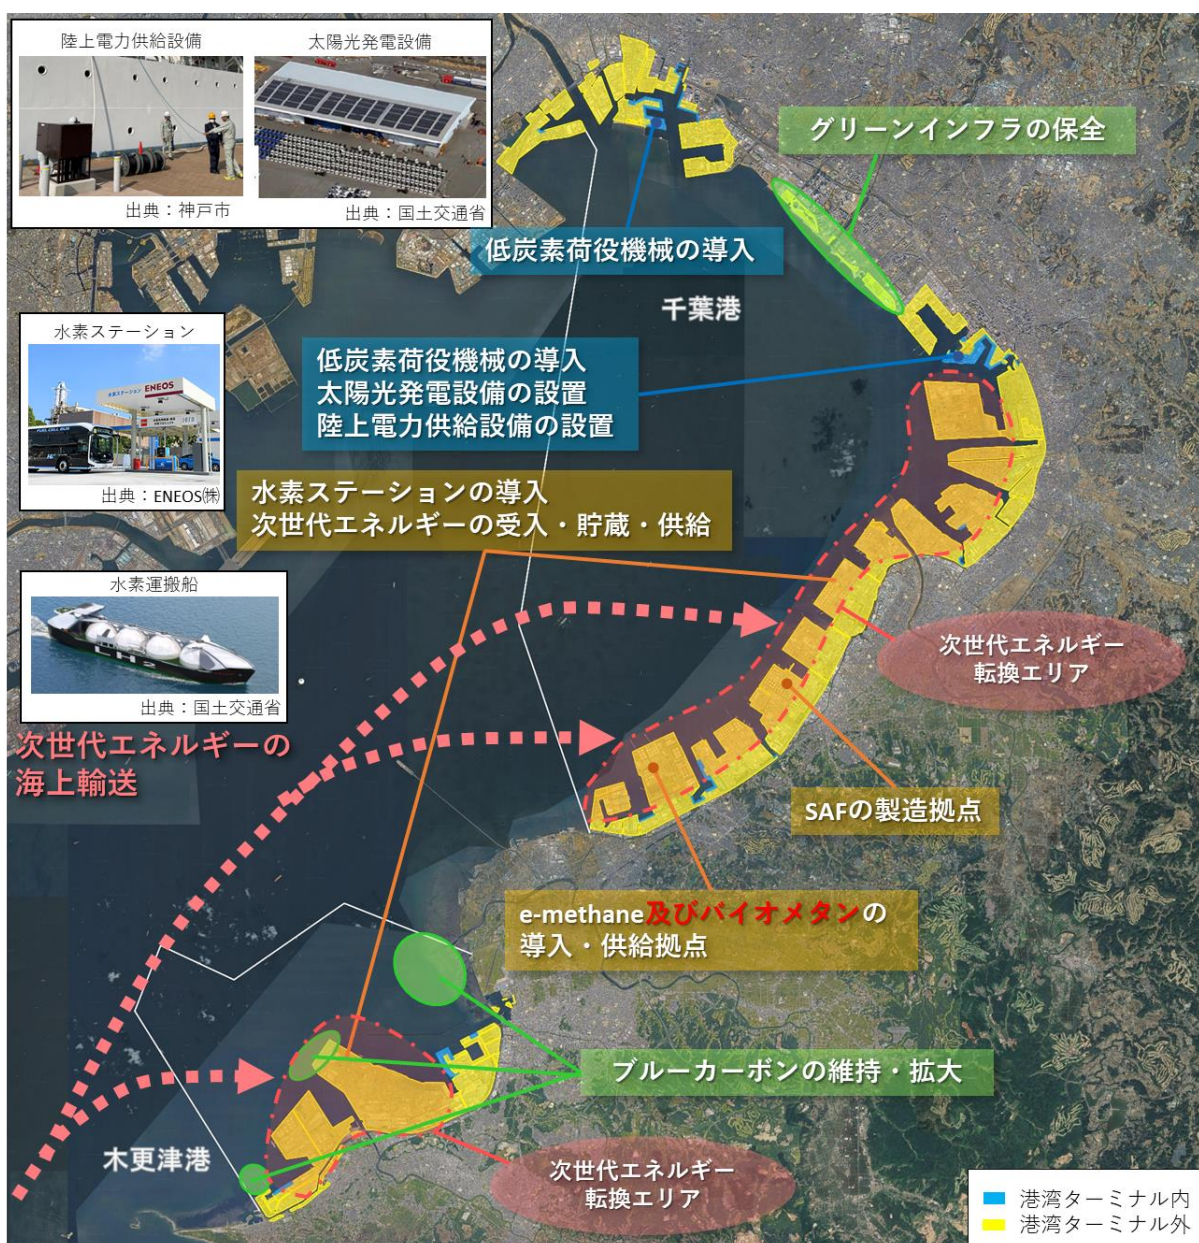 陸上電力供給設備
太陽光発電設備
出典：神戸市
出典：国土交通省
グリーンインフラの保全
低炭素荷役機械の導入
千葉港
水素ステーション
ENEOS
出典：ENEOS㈱
低炭素荷役機械の導入
太陽光発電設備の設置
陸上電力供給設備の設置
水素ステーションの導入
次世代エネルギーの受入・貯蔵・供給
水素運搬船
LH2
出典：国土交通省
次世代エネルギーの
海上輸送
次世代エネルギー
転換エリア
SAFの製造拠点
e-methane及びバイオメタンの
導入・供給拠点
ブルーカーボンの維持・拡大
木更津港
次世代エネルギー
転換エリア
港湾ターミナル内
港湾ターミナル外